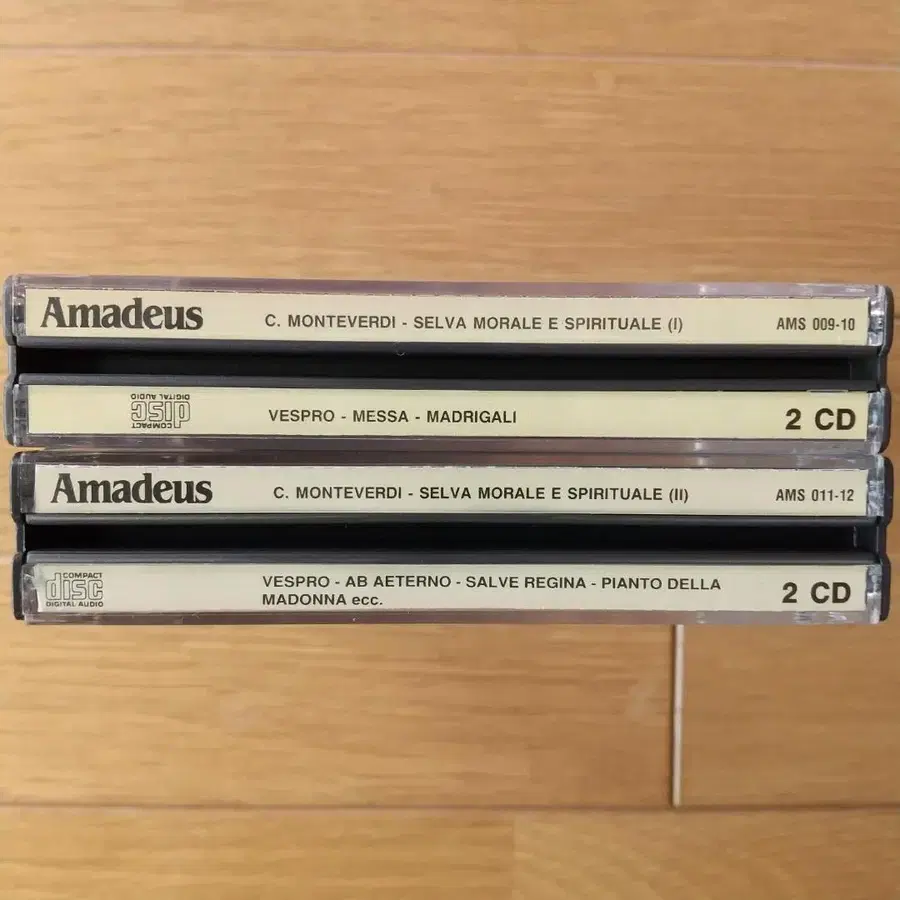 Amadeus C. MONTEVERDI - SELVA MORALE E SPIRITUALE (I) AMS 009-10
COMPACT disc DIGITAL AUDIO VESPRO - MESSA - MADRIGALI 2 CD
Amadeus C. MONTEVERDI - SELVA MORALE E SPIRITUALE (II) AMS 011-12
COMPACT disc DIGITAL AUDIO VESPRO - AB AETERNO - SALVE REGINA - PIANTO DELLA 2 CD
MADONNA ecc.